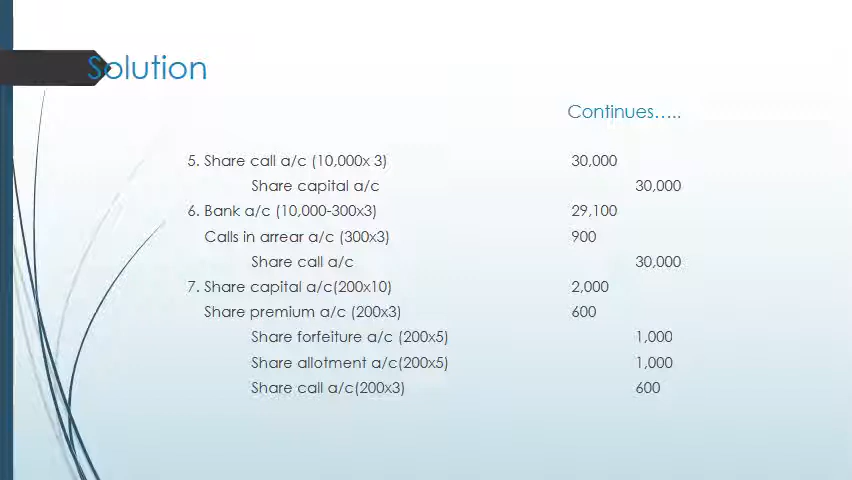 Solution
Continues.....
5. Share call a/c (10,000x 3) 30,000
Share capital a/c 30,000
6. Bank a/c (10,000-300x3) 29,100
Calls in arrear a/c (300x3) 900
Share call a/c 30,000
7. Share capital a/c(200x10) 2,000
Share premium a/c (200x3) 600
Share forfeiture a/c (200x5) 1,000
Share allotment a/c(200x5) 1,000
Share call a/c(200x3) 600